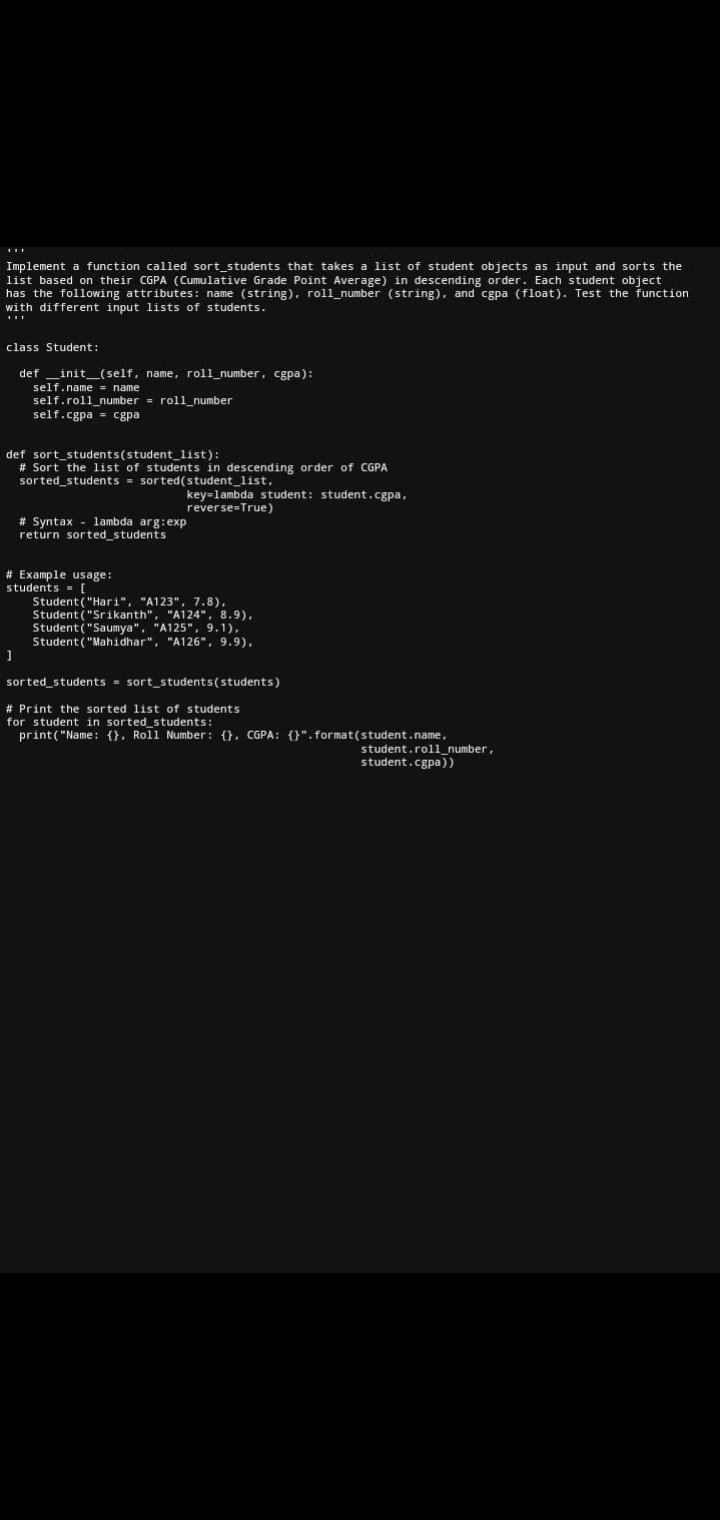 '''
Implement a function called sort_students that takes a list of student objects as input and sorts the
list based on their CGPA (Cumulative Grade Point Average) in descending order. Each student object
has the following attributes: name (string), roll_number (string), and cgpa (float). Test the function
with different input lists of students.
'''

class Student:

  def __init__(self, name, roll_number, cgpa):
    self.name = name
    self.roll_number = roll_number
    self.cgpa = cgpa


def sort_students(student_list):
  # Sort the list of students in descending order of CGPA
  sorted_students = sorted(student_list,
                           key=lambda student: student.cgpa,
                           reverse=True)
  # Syntax - lambda arg:exp
  return sorted_students


# Example usage:
students = [
    Student("Hari", "A123", 7.8),
    Student("Srikanth", "A124", 8.9),
    Student("Saumya", "A125", 9.1),
    Student("Mahidhar", "A126", 9.9),
]

sorted_students = sort_students(students)

# Print the sorted list of students
for student in sorted_students:
  print("Name: {}, Roll Number: {}, CGPA: {}".format(student.name,
                                                     student.roll_number,
                                                     student.cgpa))